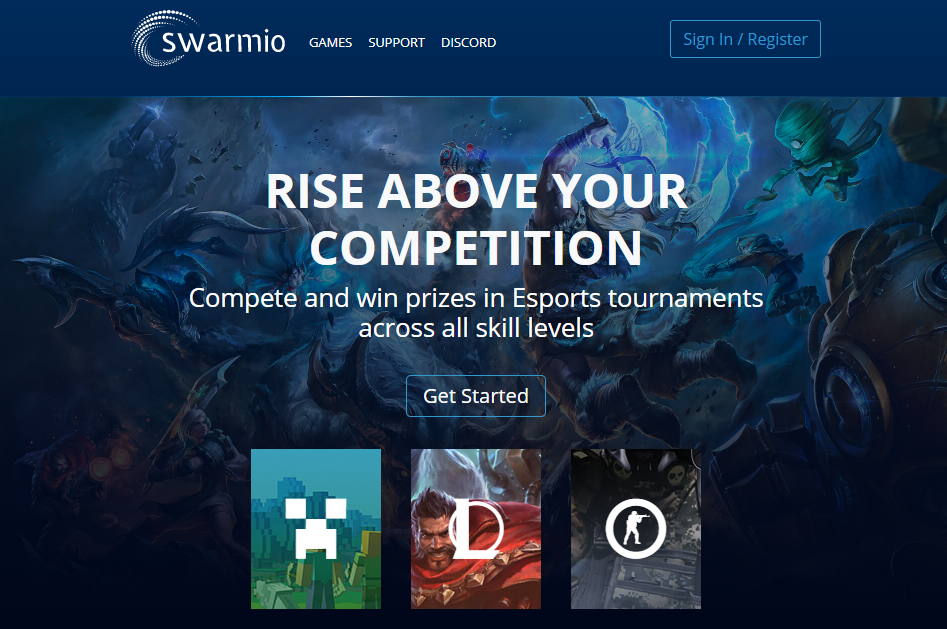 swarmio
GAMES SUPPORT DISCORD
Sign In / Register
RISE ABOVE YOUR
COMPETITION
Compete and win prizes in Esports tournaments
across all skill levels
Get Started